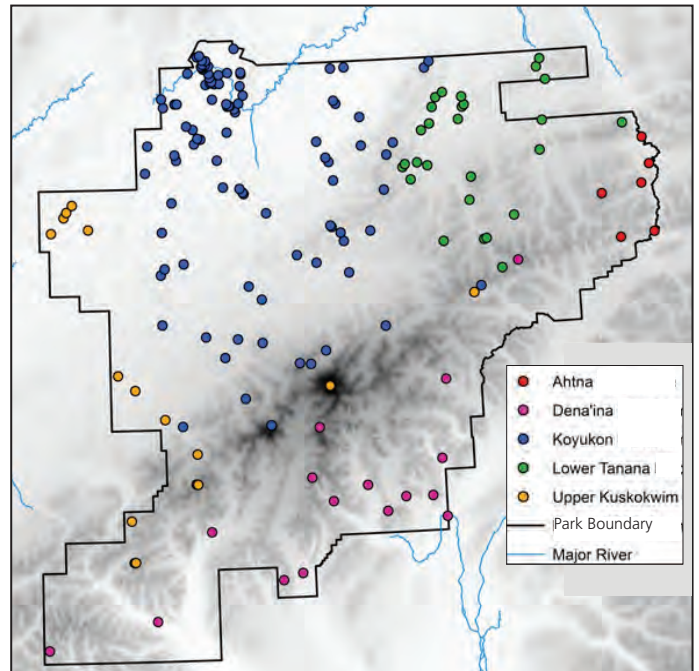 Ahtna
Dena'ina
Koyukon
Lower Tanana
Upper Kuskokwim
Park Boundary
Major River